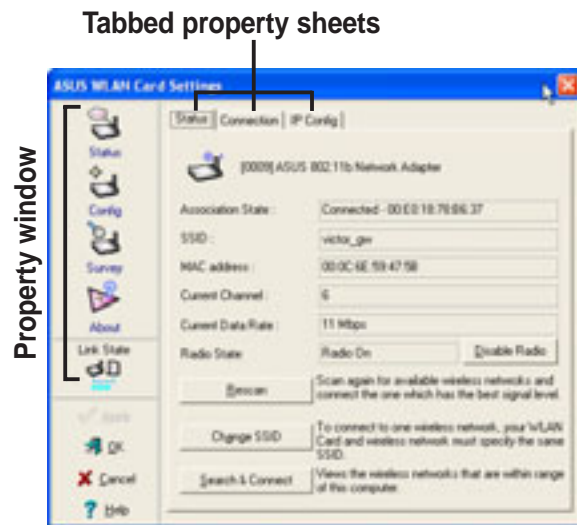 Tabbed property sheets
ASUS WLAN Card Settings
Property window
Status
Config
Survey
About
Link State
Apply
OK
Cancel
Help
Status Connection IP Config
[0009] ASUS 802.11b Network Adapter
Association State : Connected - 00:E0:18:78:86:37
SSID : victor_gw
MAC address : 00:0C:6E:59:47:5B
Current Channel : 6
Current Data Rate : 11 Mbps
Radio State Radio On Disable Radio
Rescan
Scan again for available wireless networks and
connect the one which has the best signal level.
Change SSID
To connect to one wireless network, your WLAN
Card and wireless network must specify the same
SSID.
Search & Connect
Views the wireless networks that are within range
of this computer.